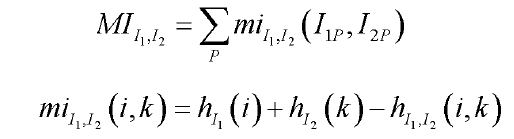 MI_{I_1,I_2} = \sum_{P} mi_{I_1,I_2}(I_{1P}, I_{2P})
mi_{I_1,I_2}(i,k) = h_{I_1}(i) + h_{I_2}(k) - h_{I_1,I_2}(i,k)